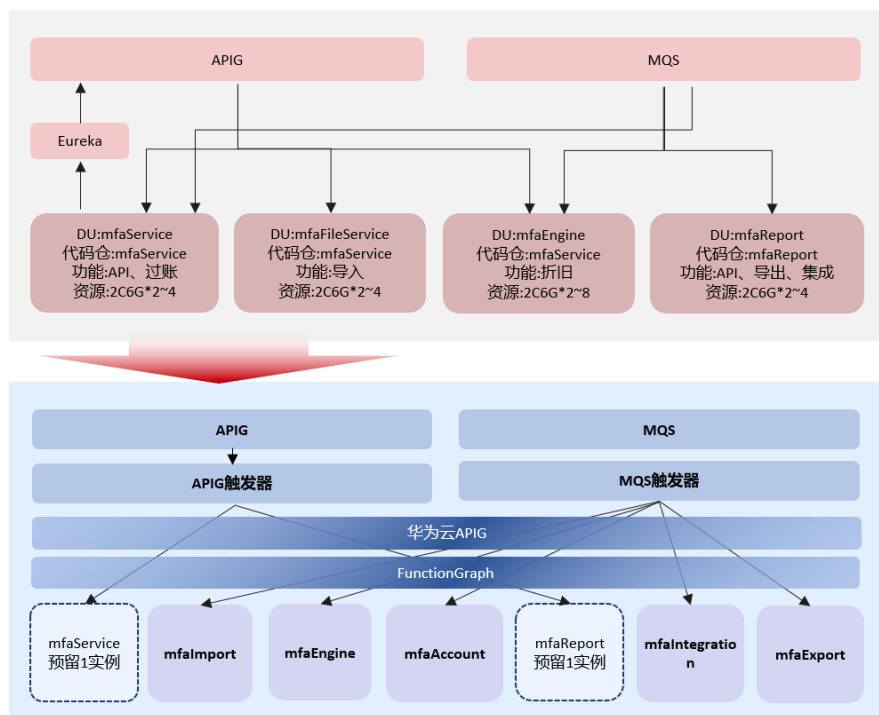 APIG
MQS
Eureka
DU:mfaService
代码仓:mfaService
功能:API、过账
资源:2C6G*2~4
DU:mfaFileService
代码仓:mfaService
功能:导入
资源:2C6G*2~4
DU:mfaEngine
代码仓:mfaService
功能:折旧
资源:2C6G*2~8
DU:mfaReport
代码仓:mfaReport
功能:API、导出、集成
资源:2C6G*2~4
APIG
MQS
APIG触发器
MQS触发器
华为云APIG
FunctionGraph
mfaService
预留1实例
mfaImport
mfaEngine
mfaAccount
mfaReport
预留1实例
mfaIntegratio
n
mfaExport